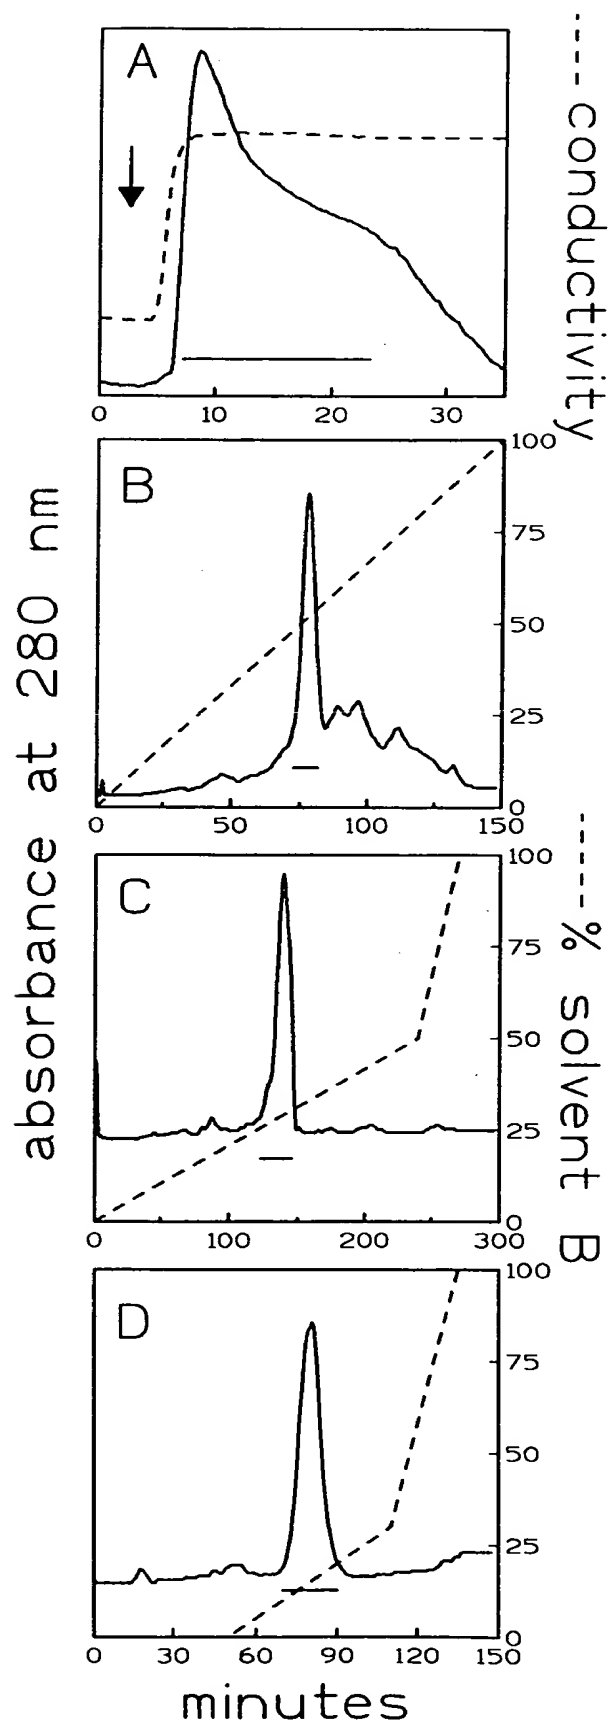 A
---- conductivity
0 10 20 30
B
100
75
50
25
0
0 50 100 150
absorbance at 280 nm
C
100
75
50
25
0
0 100 200 300
----- % solvent B
D
100
75
50
25
0
0 30 60 90 120 150
minutes